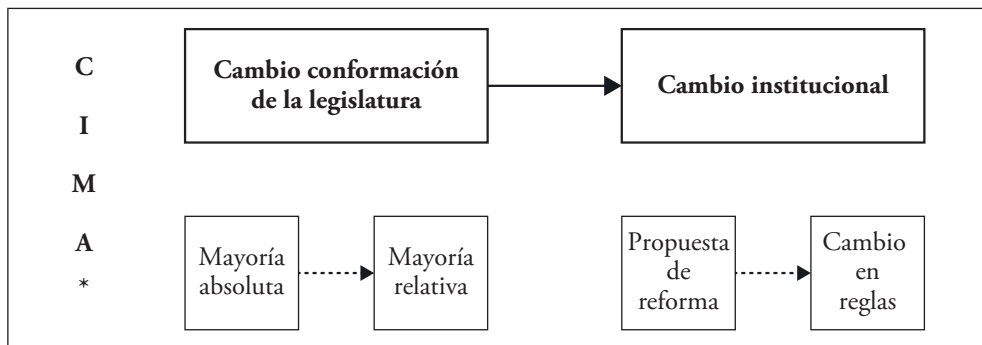 C
I
M
A
*
Cambio conformación
de la legislatura
Cambio institucional
Mayoría
absoluta
Mayoría
relativa
Propuesta
de
reforma
Cambio
en
reglas